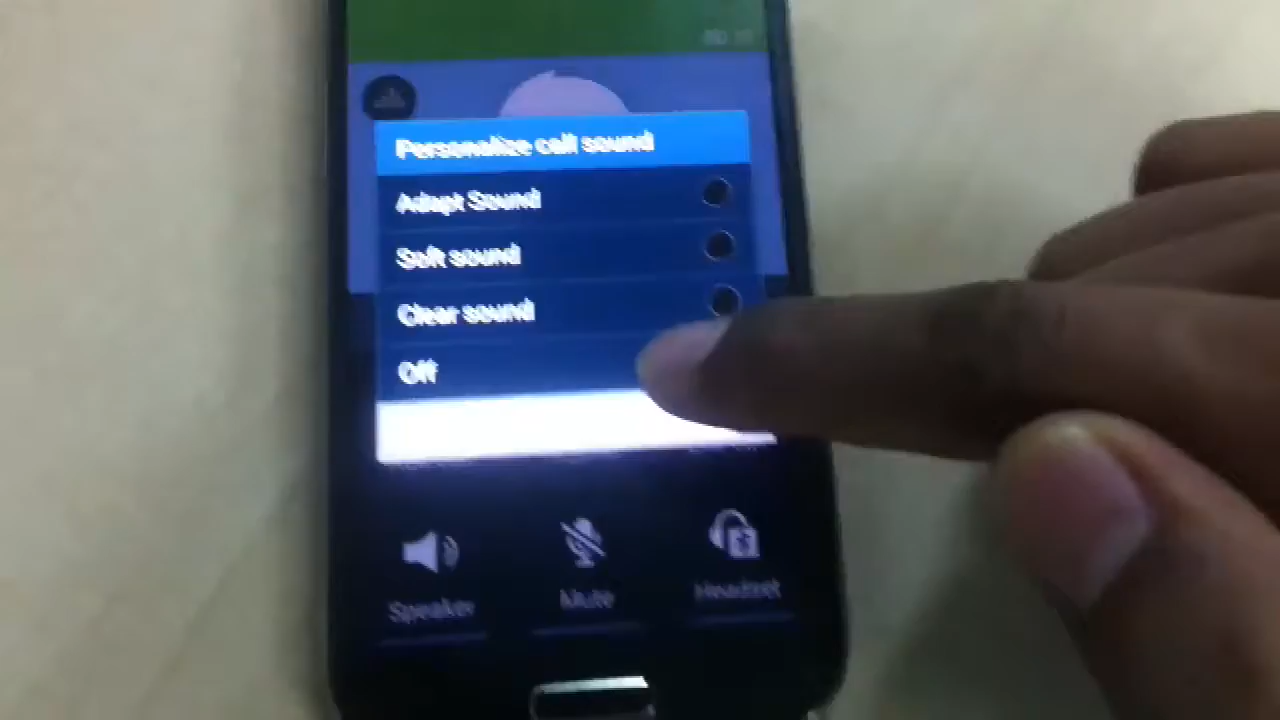 Personalize call sound
Adapt Sound
Soft sound
Clear sound
Off
Speaker
Mute
Headset